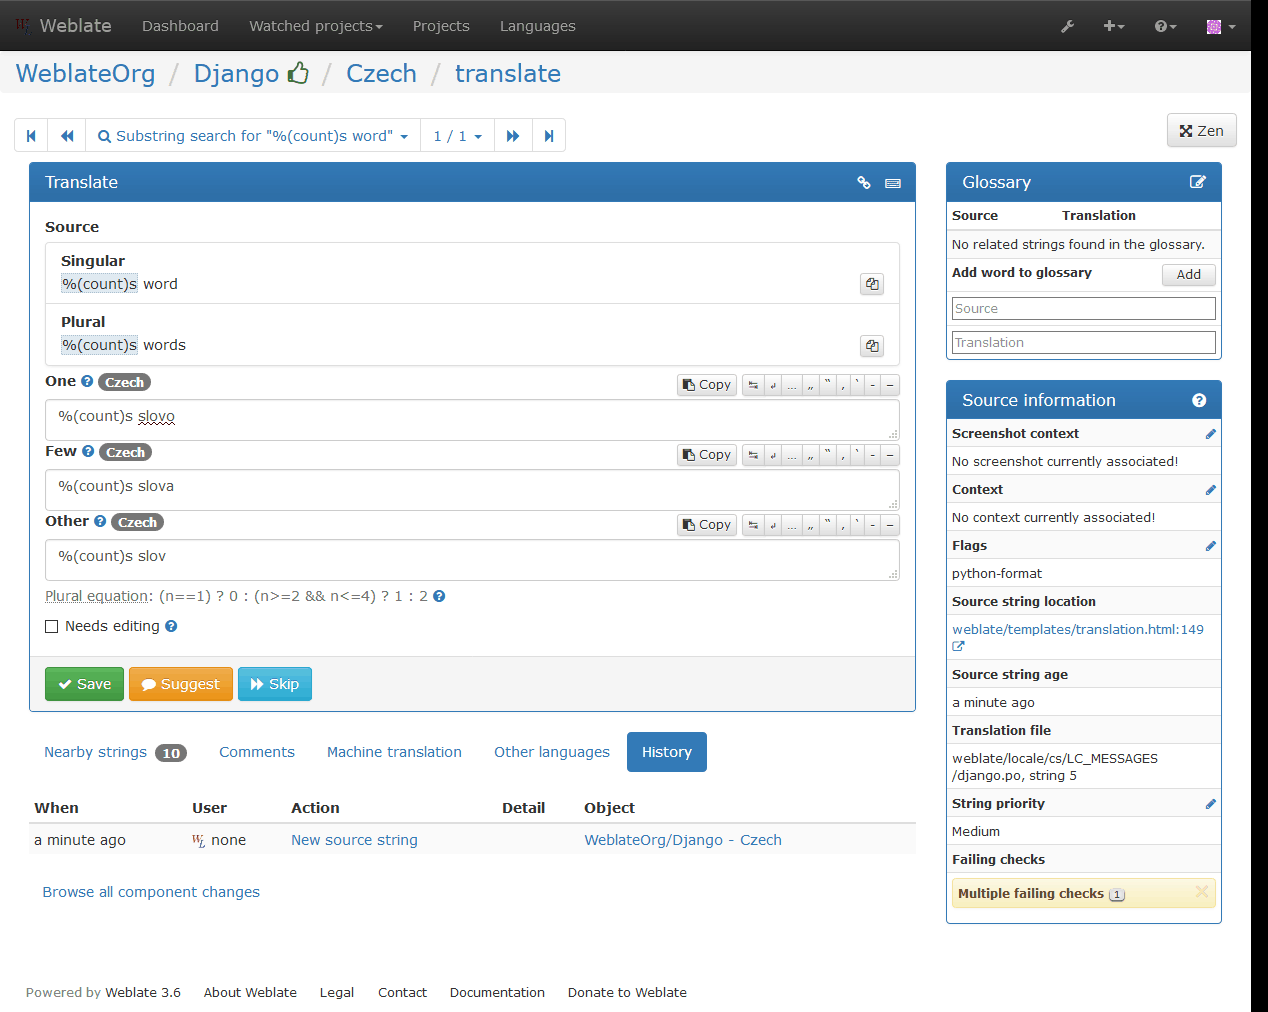 Weblate Dashboard Watched projects Projects Languages
WeblateOrg / Django / Czech / translate
Substring search for "%(count)s word" 1 / 1
Zen
Translate
Source
Singular
%(count)s word
Plural
%(count)s words
One Czech Copy ↹ ↲ … „ “ ‚ ‘ - –
%(count)s slovo
Few Czech Copy ↹ ↲ … „ “ ‚ ‘ - –
%(count)s slova
Other Czech Copy ↹ ↲ … „ “ ‚ ‘ - –
%(count)s slov
Plural equation: (n==1) ? 0 : (n>=2 && n<=4) ? 1 : 2
Needs editing
Save Suggest Skip
Nearby strings 10 Comments Machine translation Other languages History
When User Action Detail Object
a minute ago none New source string WeblateOrg/Django - Czech
Browse all component changes
Glossary
Source Translation
No related strings found in the glossary.
Add word to glossary Add
Source
Translation
Source information
Screenshot context
No screenshot currently associated!
Context
No context currently associated!
Flags
python-format
Source string location
weblate/templates/translation.html:149
Source string age
a minute ago
Translation file
weblate/locale/cs/LC_MESSAGES
/django.po, string 5
String priority
Medium
Failing checks
Multiple failing checks 1
Powered by Weblate 3.6 About Weblate Legal Contact Documentation Donate to Weblate